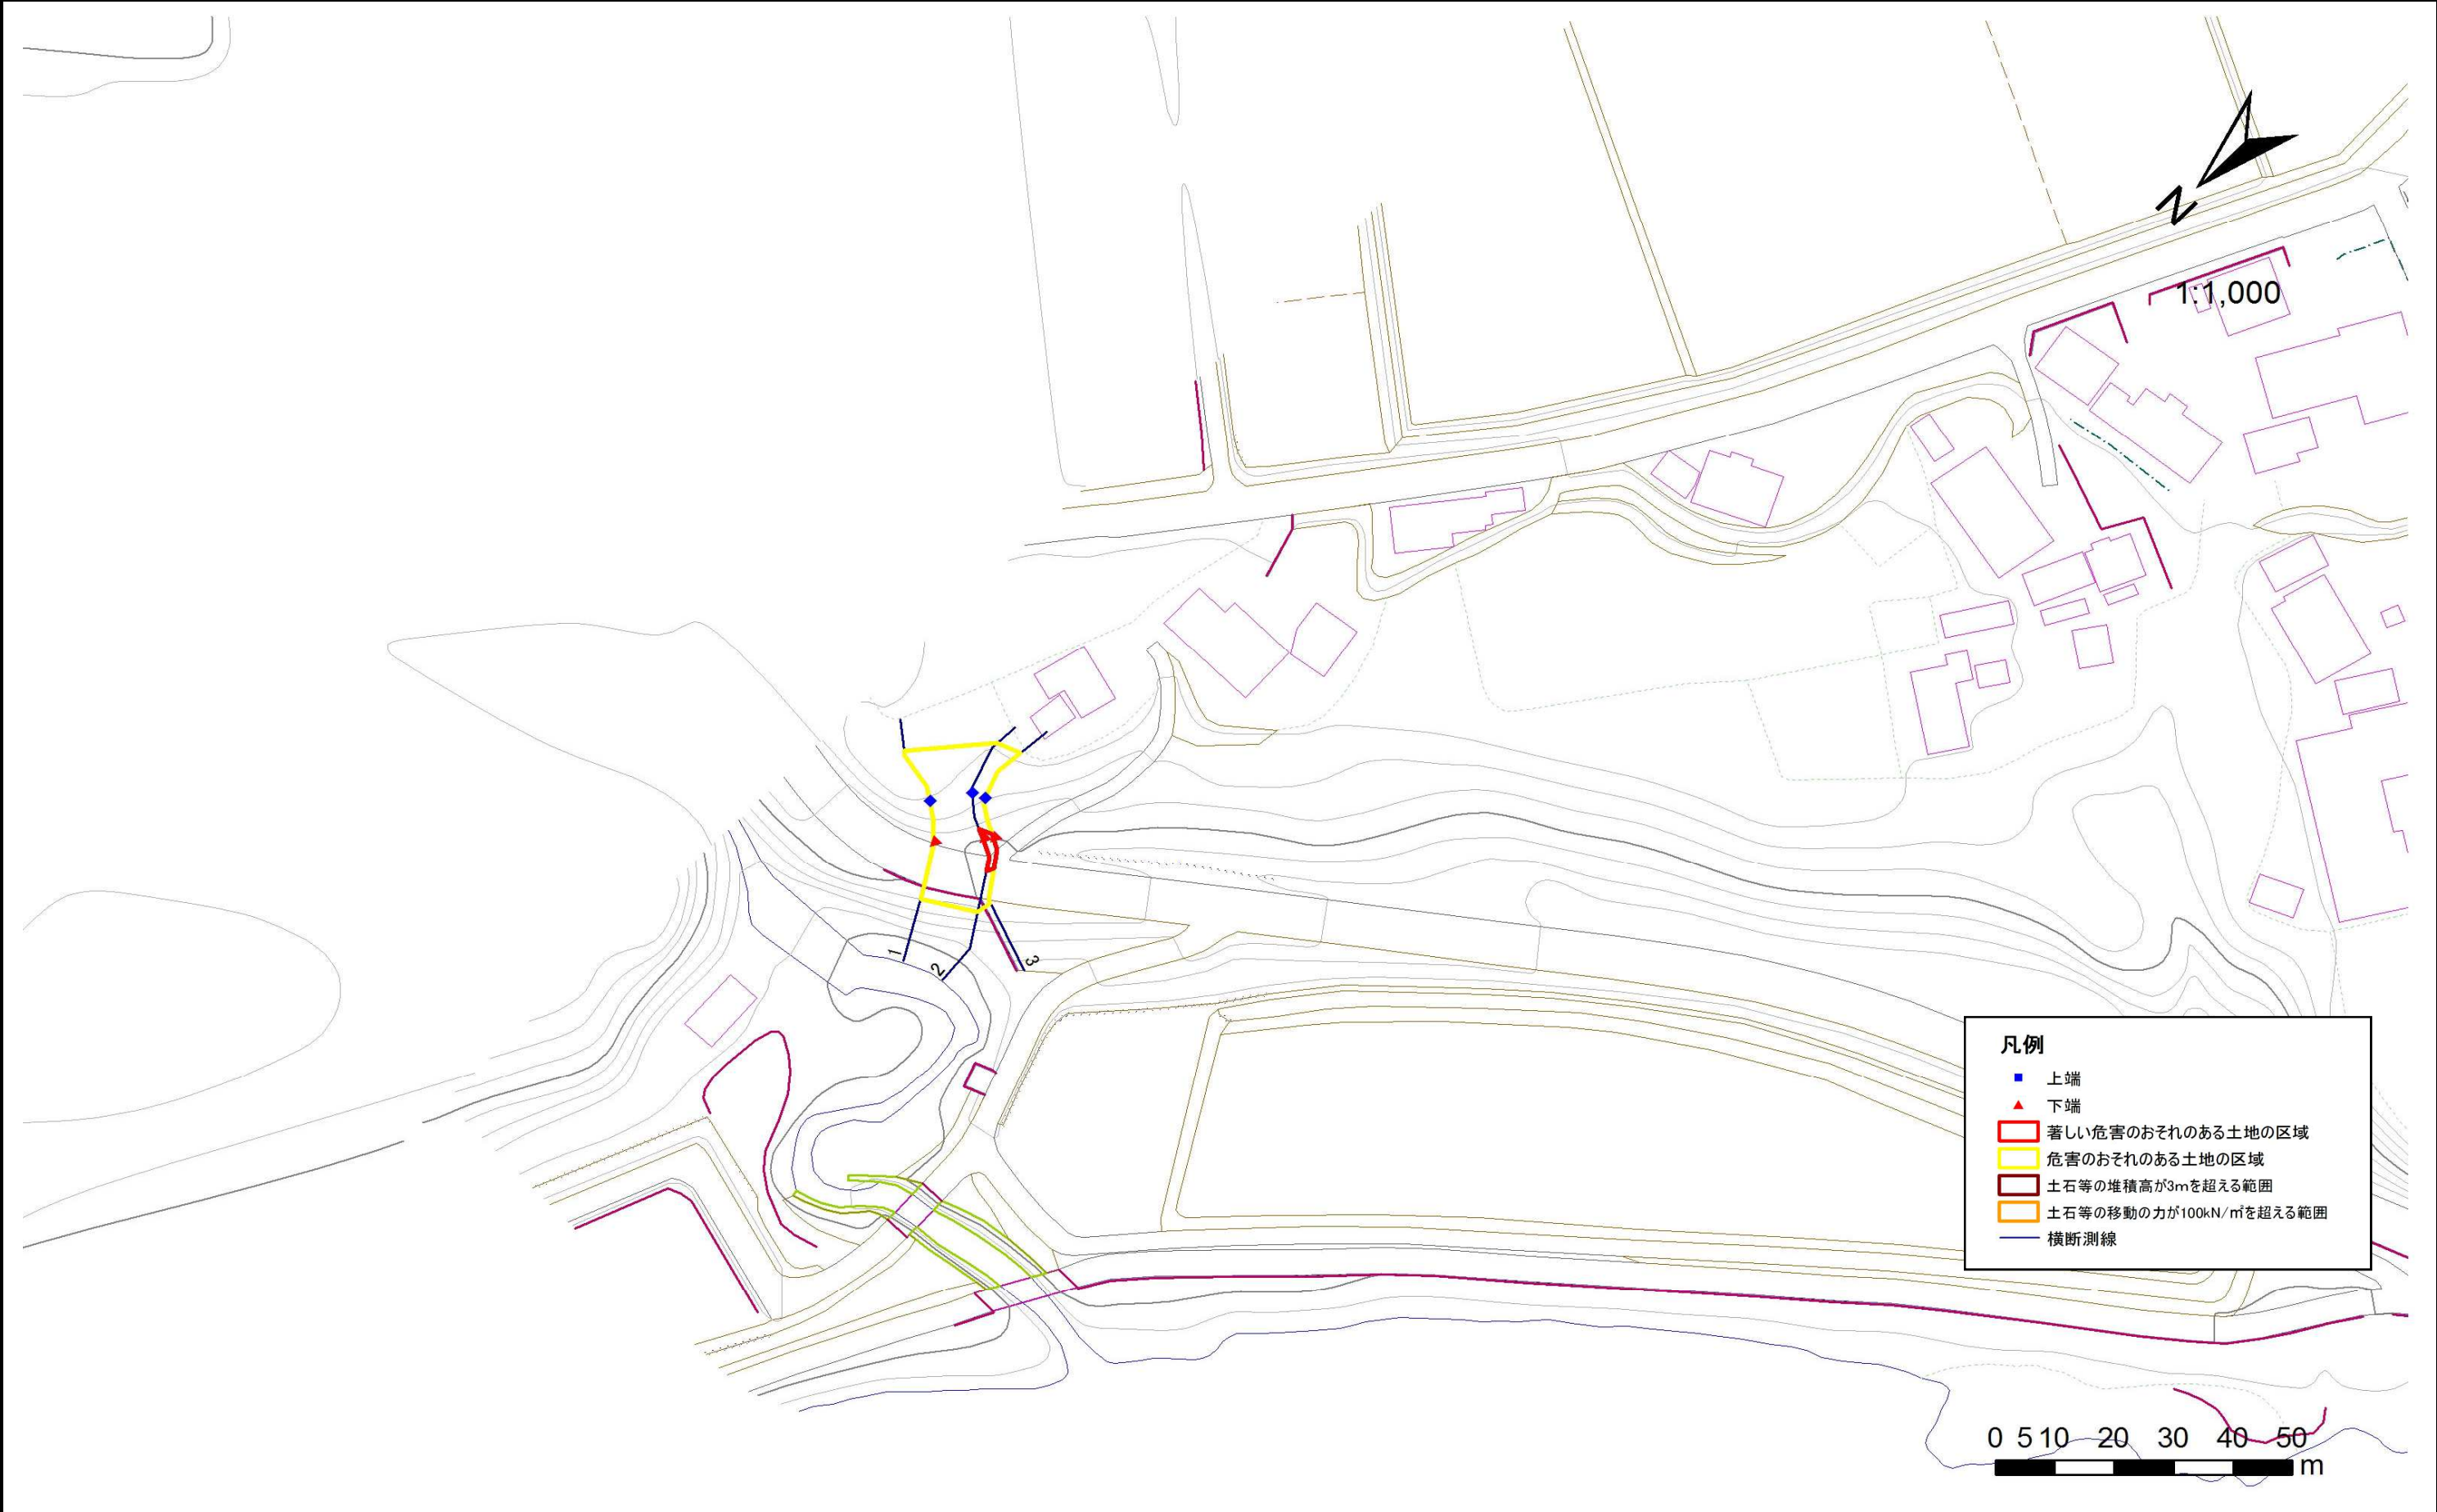 N
1:1,000
1
2
3
凡例
上端
下端
著しい危害のおそれのある土地の区域
危害のおそれのある土地の区域
土石等の堆積高が3mを超える範囲
土石等の移動の力が100kN/㎡を超える範囲
横断測線
0 5 10 20 30 40 50
m